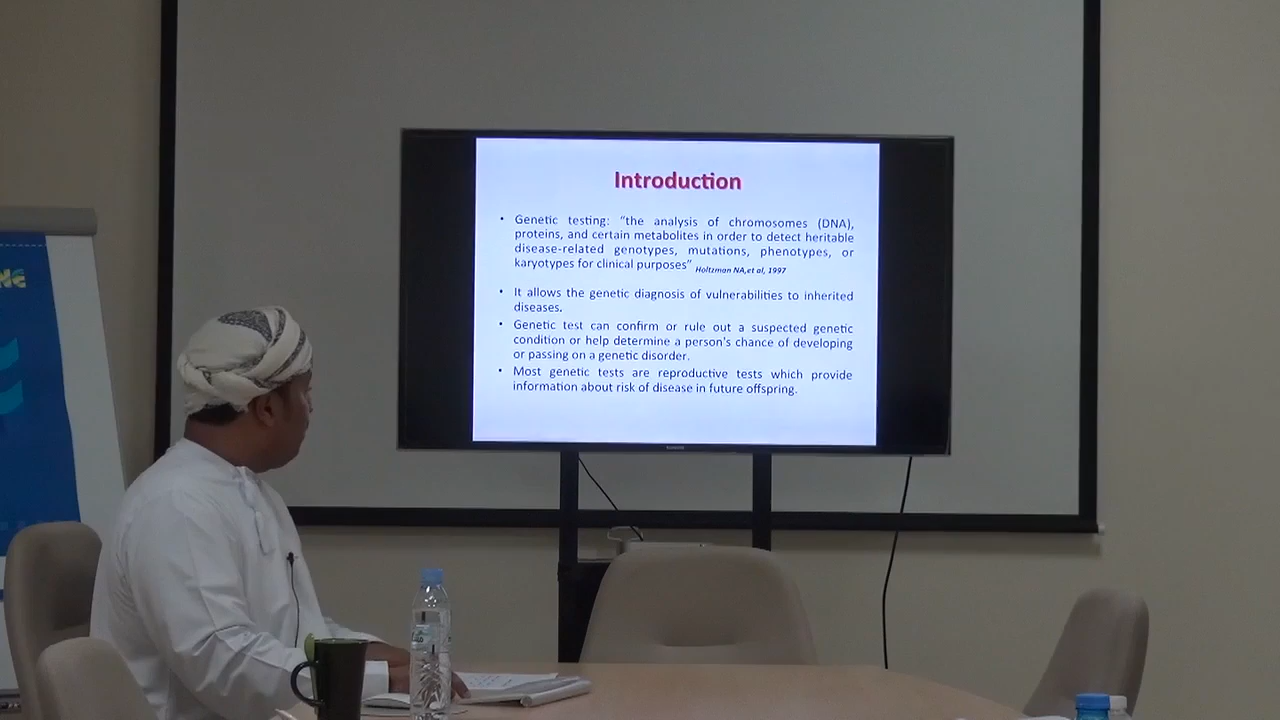 Introduction
• Genetic testing: “the analysis of chromosomes (DNA),
proteins, and certain metabolites in order to detect heritable
disease-related genotypes, mutations, phenotypes, or
karyotypes for clinical purposes” Holtzman NA,et al, 1997
• It allows the genetic diagnosis of vulnerabilities to inherited
diseases.
• Genetic test can confirm or rule out a suspected genetic
condition or help determine a person's chance of developing
or passing on a genetic disorder.
• Most genetic tests are reproductive tests which provide
information about risk of disease in future offspring.